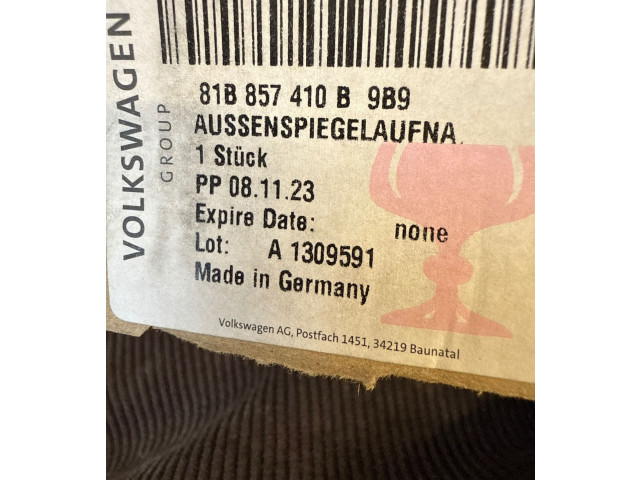 VOLKSWAGEN
GROUP
81B 857 410 B 9B9
AUSSENSPIEGELAUFNA.
1 Stück
PP 08.11.23
Expire Date: none
Lot: A 1309591
Made in Germany
Volkswagen AG, Postfach 1451, 34219 Baunatal